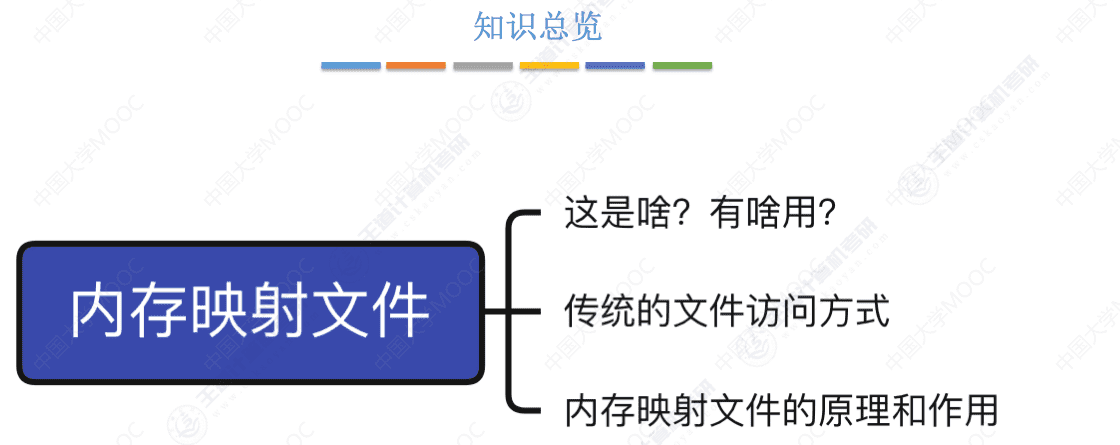 知识总览
这是啥？有啥用？
内存映射文件
传统的文件访问方式
内存映射文件的原理和作用
中国大学MOOC
王道计算机考研